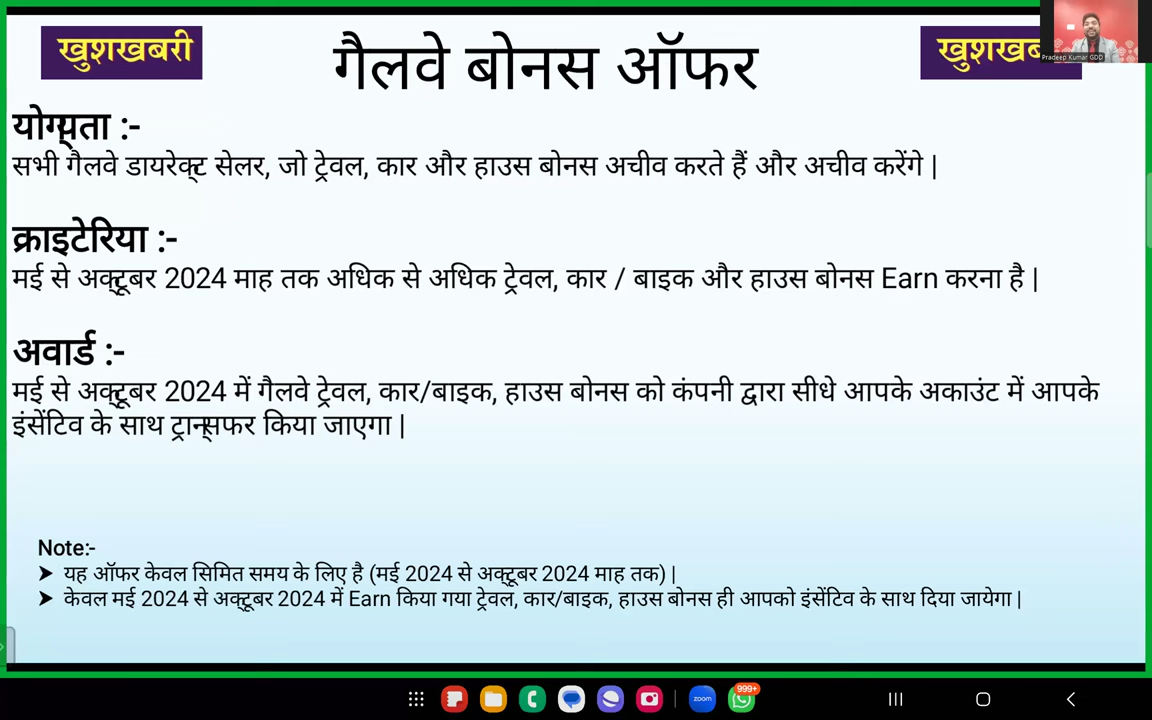 खुशखबरी
गैलवे बोनस ऑफर
खुशखब
Pradeep Kumar GDD
योग्यता :-
सभी गैलवे डायरेक्ट सेलर, जो ट्रेवल, कार और हाउस बोनस अचीव करते हैं और अचीव करेंगे |
क्राइटेरिया :-
मई से अक्टूबर 2024 माह तक अधिक से अधिक ट्रेवल, कार / बाइक और हाउस बोनस Earn करना है |
अवार्ड :-
मई से अक्टूबर 2024 में गैलवे ट्रेवल, कार/बाइक, हाउस बोनस को कंपनी द्वारा सीधे आपके अकाउंट में आपके
इंसेंटिव के साथ ट्रान्सफर किया जाएगा |
Note:-
➤ यह ऑफर केवल सिमित समय के लिए है (मई 2024 से अक्टूबर 2024 माह तक) |
➤ केवल मई 2024 से अक्टूबर 2024 में Earn किया गया ट्रेवल, कार/बाइक, हाउस बोनस ही आपको इंसेंटिव के साथ दिया जायेगा |
zoom
999+